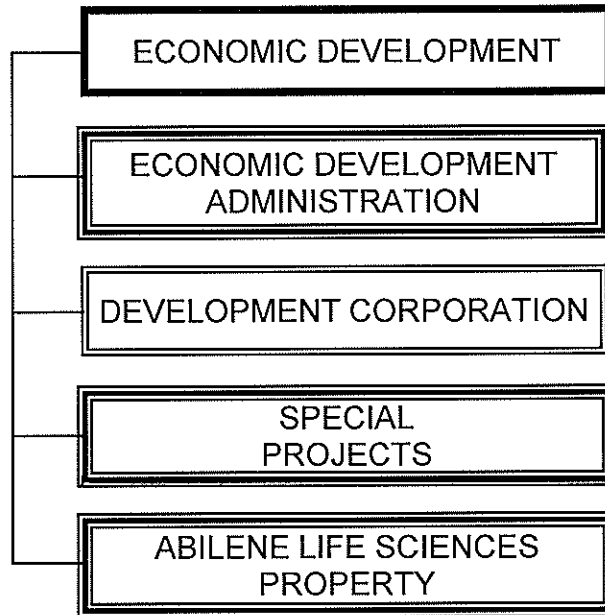 ECONOMIC DEVELOPMENT
ECONOMIC DEVELOPMENT
ADMINISTRATION
DEVELOPMENT CORPORATION
SPECIAL
PROJECTS
ABILENE LIFE SCIENCES
PROPERTY